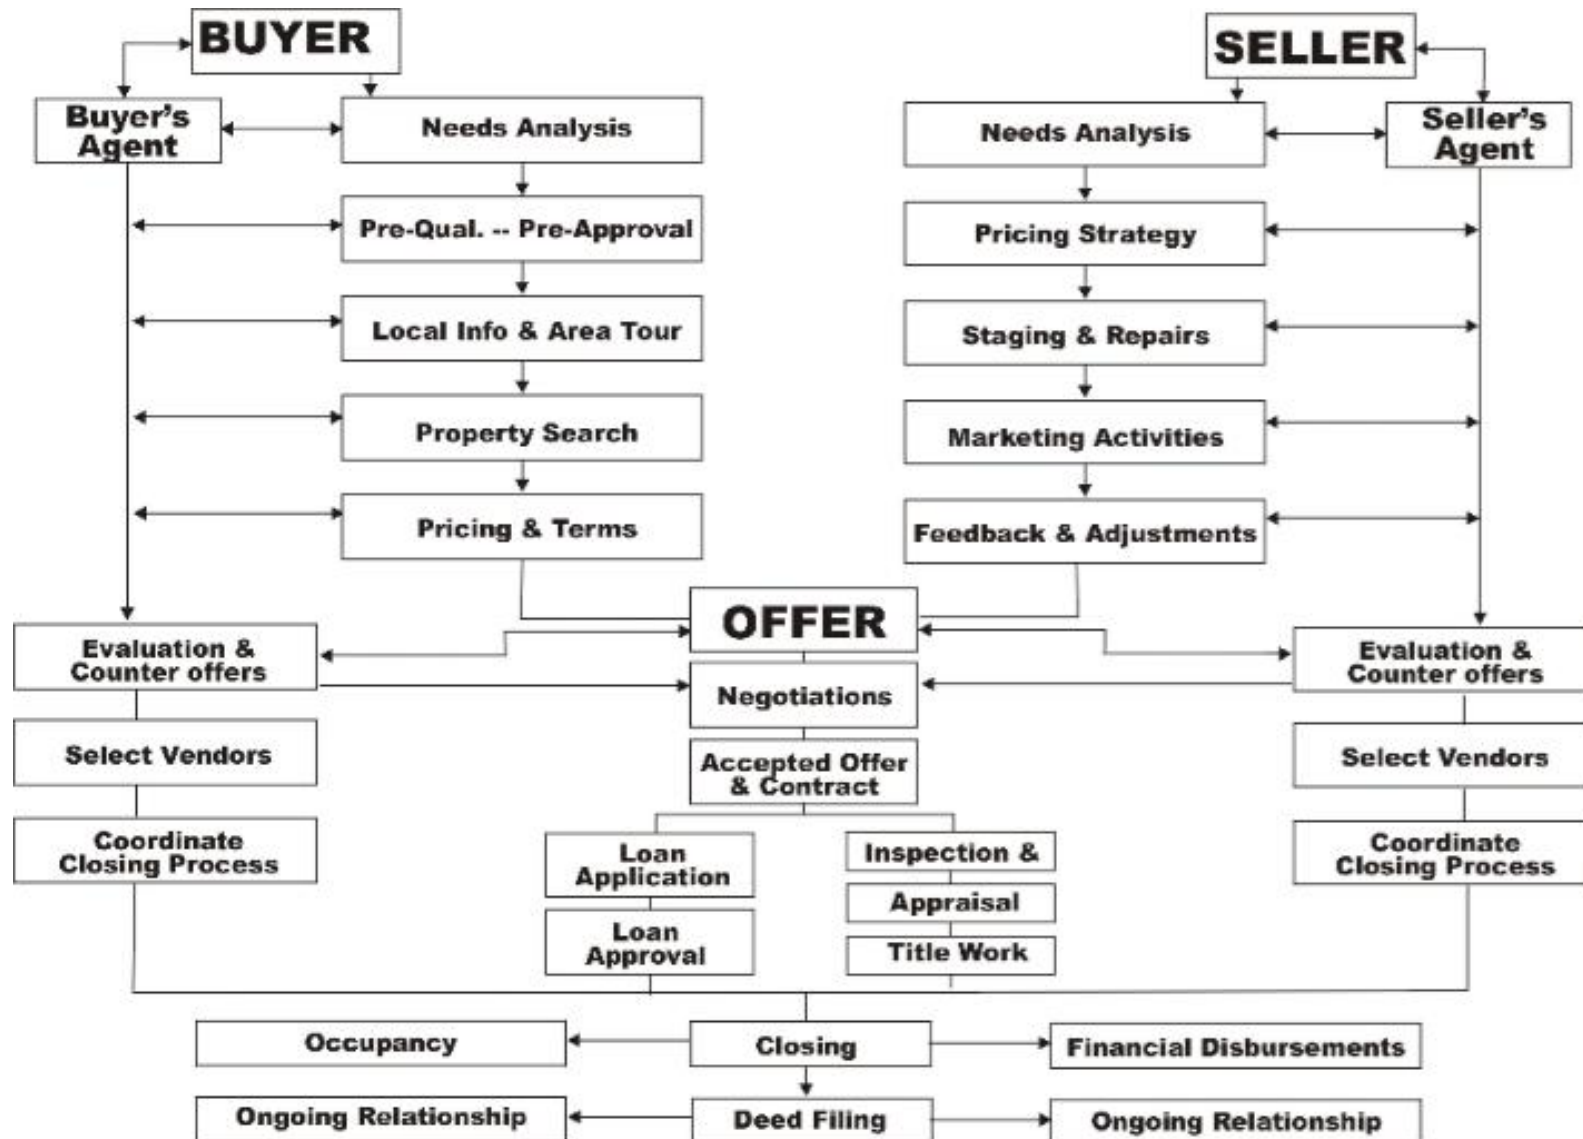 BUYER
SELLER
Buyer's
Agent
Needs Analysis
Needs Analysis
Seller's
Agent
Pre-Qual. -- Pre-Approval
Pricing Strategy
Local Info & Area Tour
Staging & Repairs
Property Search
Marketing Activities
Pricing & Terms
Feedback & Adjustments
OFFER
Evaluation &
Counter offers
Evaluation &
Counter offers
Negotiations
Select Vendors
Accepted Offer
& Contract
Select Vendors
Coordinate
Closing Process
Loan
Application
Inspection &
Coordinate
Closing Process
Appraisal
Loan
Approval
Title Work
Occupancy
Closing
Financial Disbursements
Ongoing Relationship
Deed Filing
Ongoing Relationship